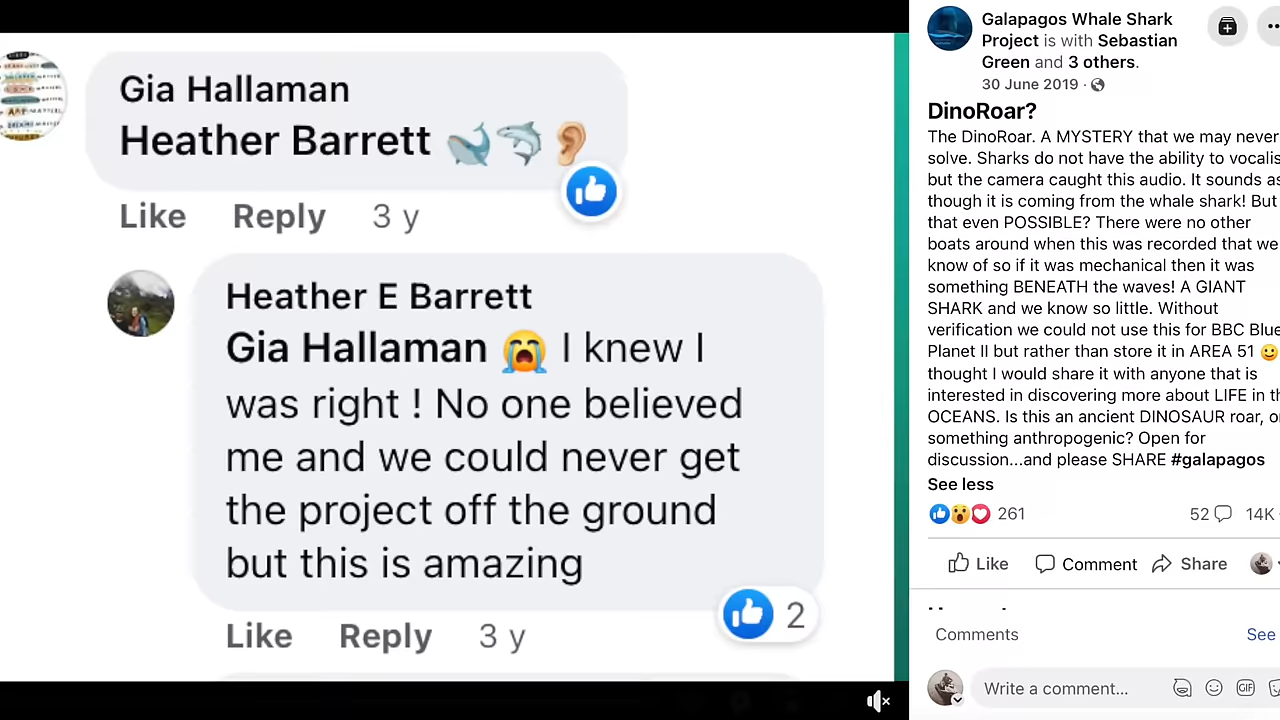 Gia Hallaman
Heather Barrett
Like Reply 3 y
Heather E Barrett
Gia Hallaman 😭 I knew I
was right ! No one believed
me and we could never get
the project off the ground
but this is amazing
2
Like Reply 3 y
Galapagos Whale Shark
Project is with Sebastian
Green and 3 others.
30 June 2019 ·
DinoRoar?
The DinoRoar. A MYSTERY that we may never
solve. Sharks do not have the ability to vocalis
but the camera caught this audio. It sounds as
though it is coming from the whale shark! But
that even POSSIBLE? There were no other
boats around when this was recorded that we
know of so if it was mechanical then it was
something BENEATH the waves! A GIANT
SHARK and we know so little. Without
verification we could not use this for BBC Blue
Planet II but rather than store it in AREA 51 😀
thought I would share it with anyone that is
interested in discovering more about LIFE in th
OCEANS. Is this an ancient DINOSAUR roar, o
something anthropogenic? Open for
discussion...and please SHARE #galapagos
See less
261 52 14K
Like Comment Share
Comments See
Write a comment... GIF